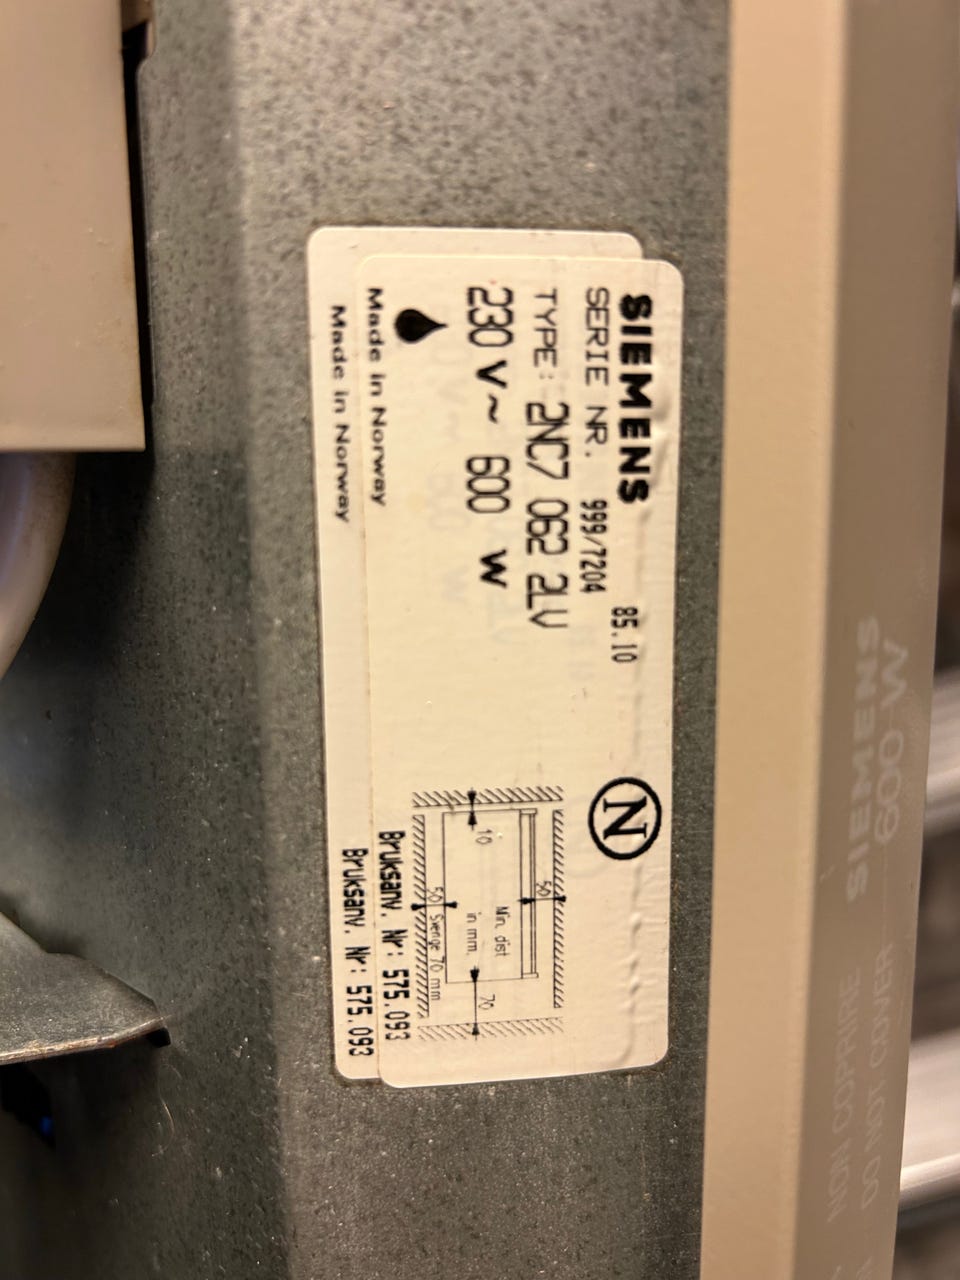 SIEMENS 85.10
SERIE NR. 999/7204
TYPE: 2NC7 062 2LV
230 V~ 600 W
Made in Norway
N
50
10
Min. dist
in mm.
70
50 Senge 70 mm
Bruksanv. Nr: 575.093
Made in Norway
Bruksanv. Nr: 575.093
SIEMENS
600 W
NON COPRIRE
DO NOT COVER